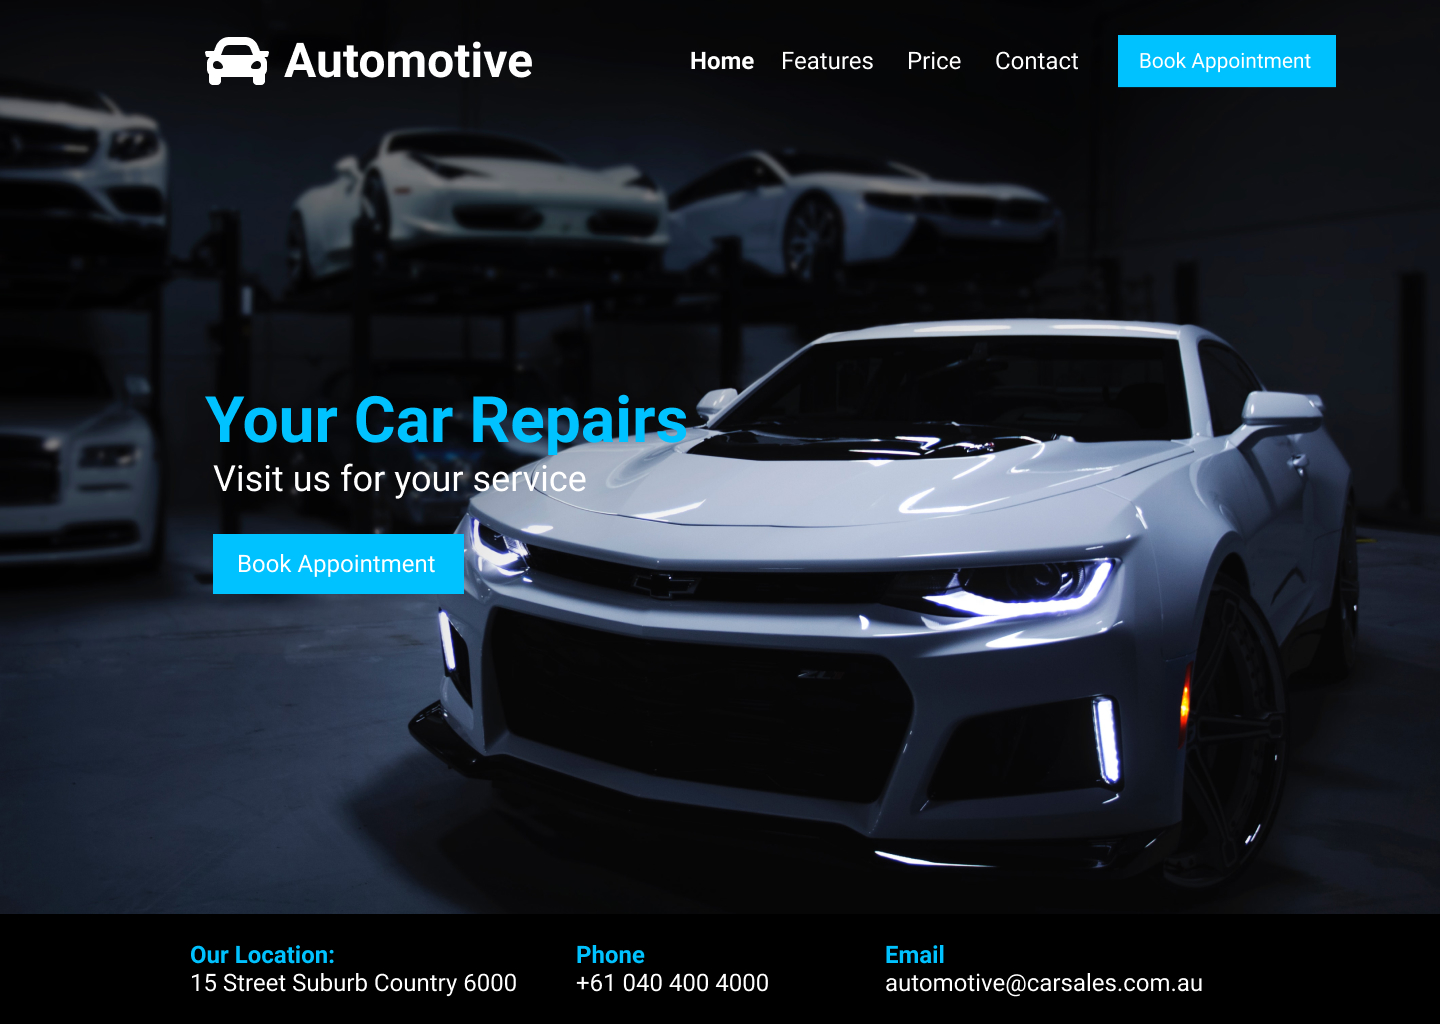 Automotive
Home Features Price Contact Book Appointment
Your Car Repairs
Visit us for your service
Book Appointment
Our Location:
15 Street Suburb Country 6000
Phone
+61 040 400 4000
Email
automotive@carsales.com.au